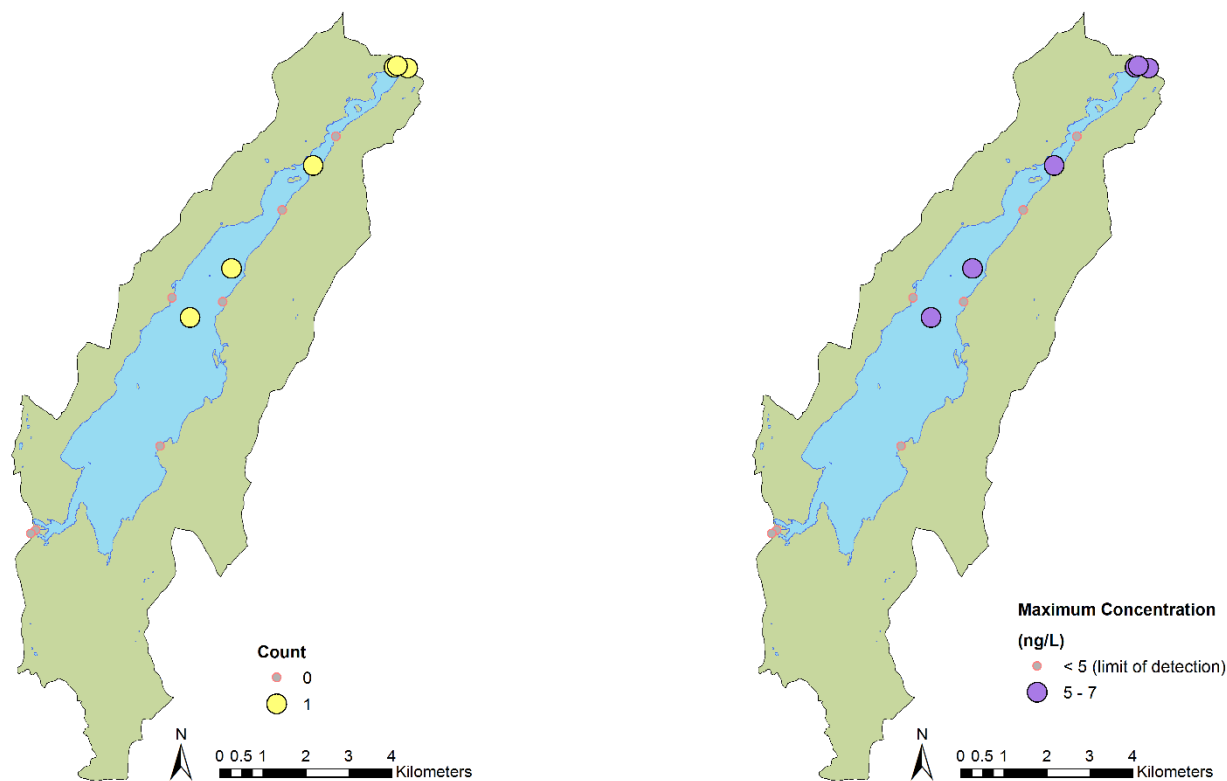 Count
0
1
N
0 0.5 1 2 3 4
Kilometers
Maximum Concentration
(ng/L)
< 5 (limit of detection)
5 - 7
N
0 0.5 1 2 3 4
Kilometers